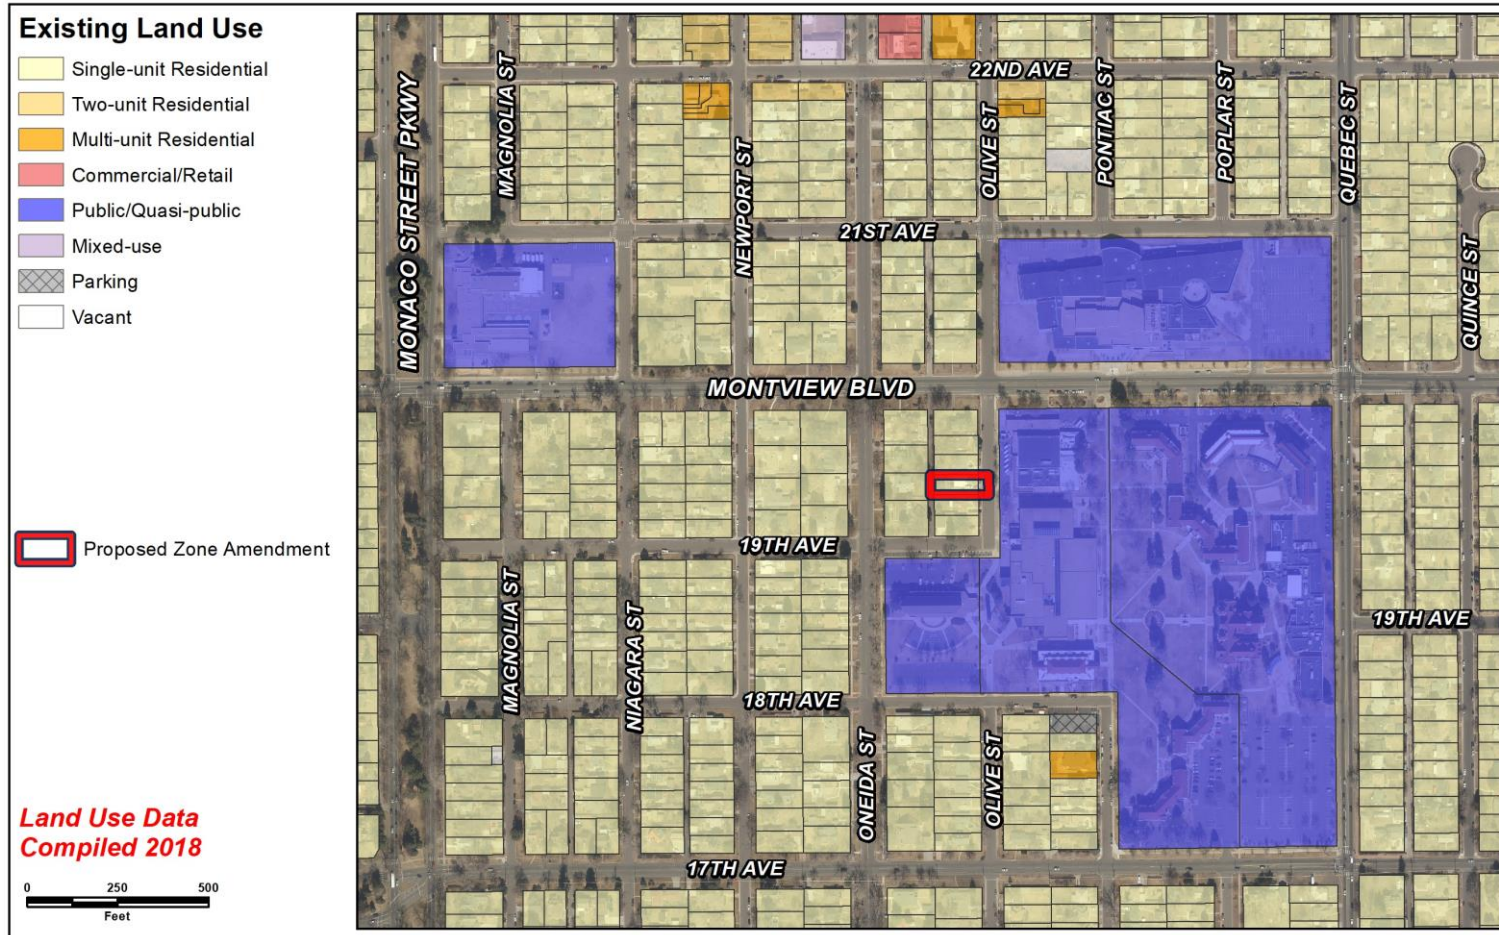 Existing Land Use
Single-unit Residential
Two-unit Residential
Multi-unit Residential
Commercial/Retail
Public/Quasi-public
Mixed-use
Parking
Vacant
Proposed Zone Amendment
Land Use Data
Compiled 2018
0 250 500
Feet
22ND AVE
MONACO STREET PKWY
MAGNOLIA ST
NEWPORT ST
OLIVE ST
PONTIAC ST
POPLAR ST
QUEBEC ST
QUINCE ST
21ST AVE
MONTVIEW BLVD
19TH AVE
19TH AVE
MAGNOLIA ST
NIAGARA ST
18TH AVE
ONEIDA ST
OLIVE ST
17TH AVE